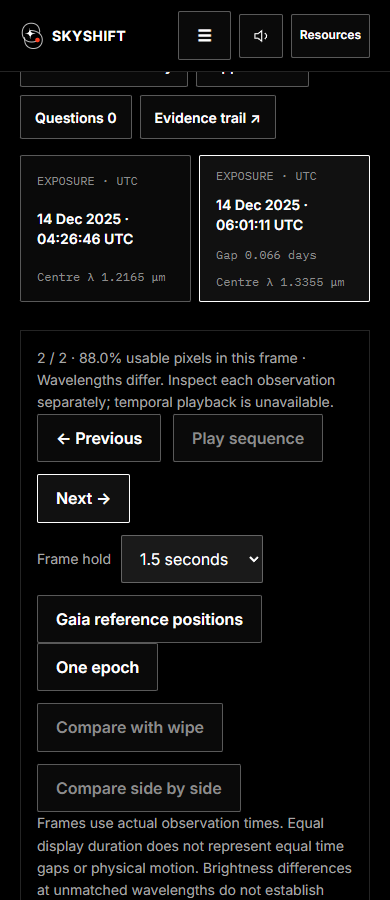 SKYSHIFT
Resources
Questions 0
Evidence trail ↗
EXPOSURE · UTC
14 Dec 2025 ·
04:26:46 UTC
Centre λ 1.2165 μm
EXPOSURE · UTC
14 Dec 2025 ·
06:01:11 UTC
Gap 0.066 days
Centre λ 1.3355 μm
2 / 2 · 88.0% usable pixels in this frame ·
Wavelengths differ. Inspect each observation
separately; temporal playback is unavailable.
← Previous
Play sequence
Next →
Frame hold
1.5 seconds
Gaia reference positions
One epoch
Compare with wipe
Compare side by side
Frames use actual observation times. Equal
display duration does not represent equal time
gaps or physical motion. Brightness differences
at unmatched wavelengths do not establish